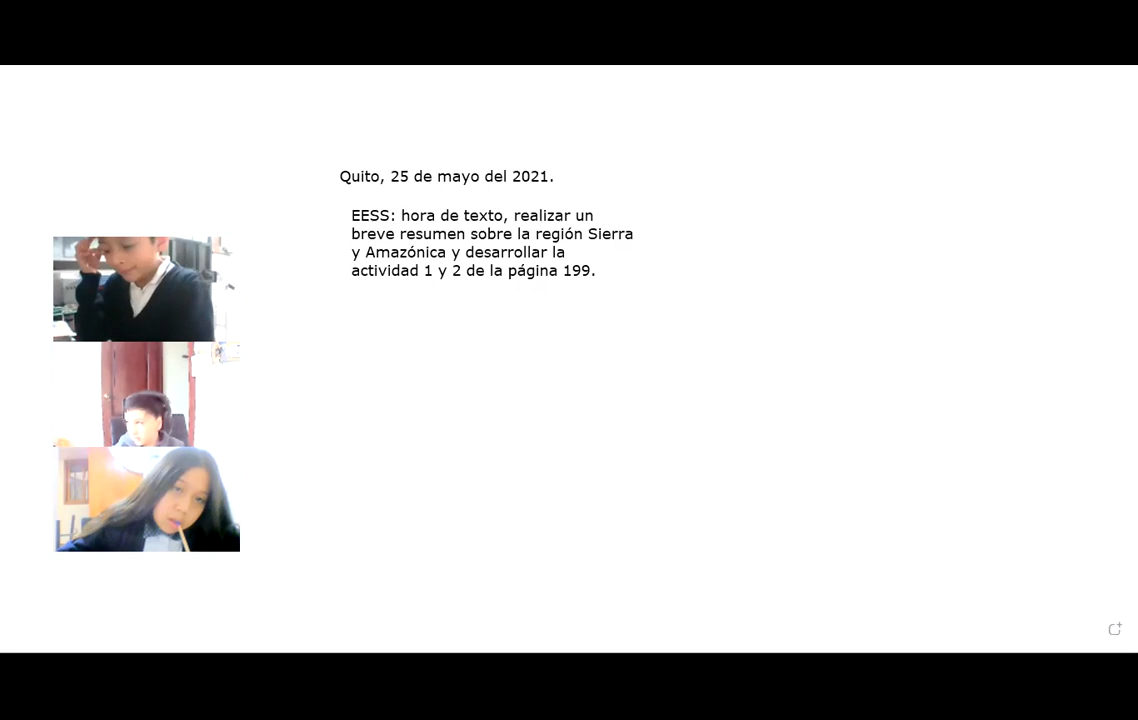 Quito, 25 de mayo del 2021.
EESS: hora de texto, realizar un
breve resumen sobre la región Sierra
y Amazónica y desarrollar la
actividad 1 y 2 de la página 199.